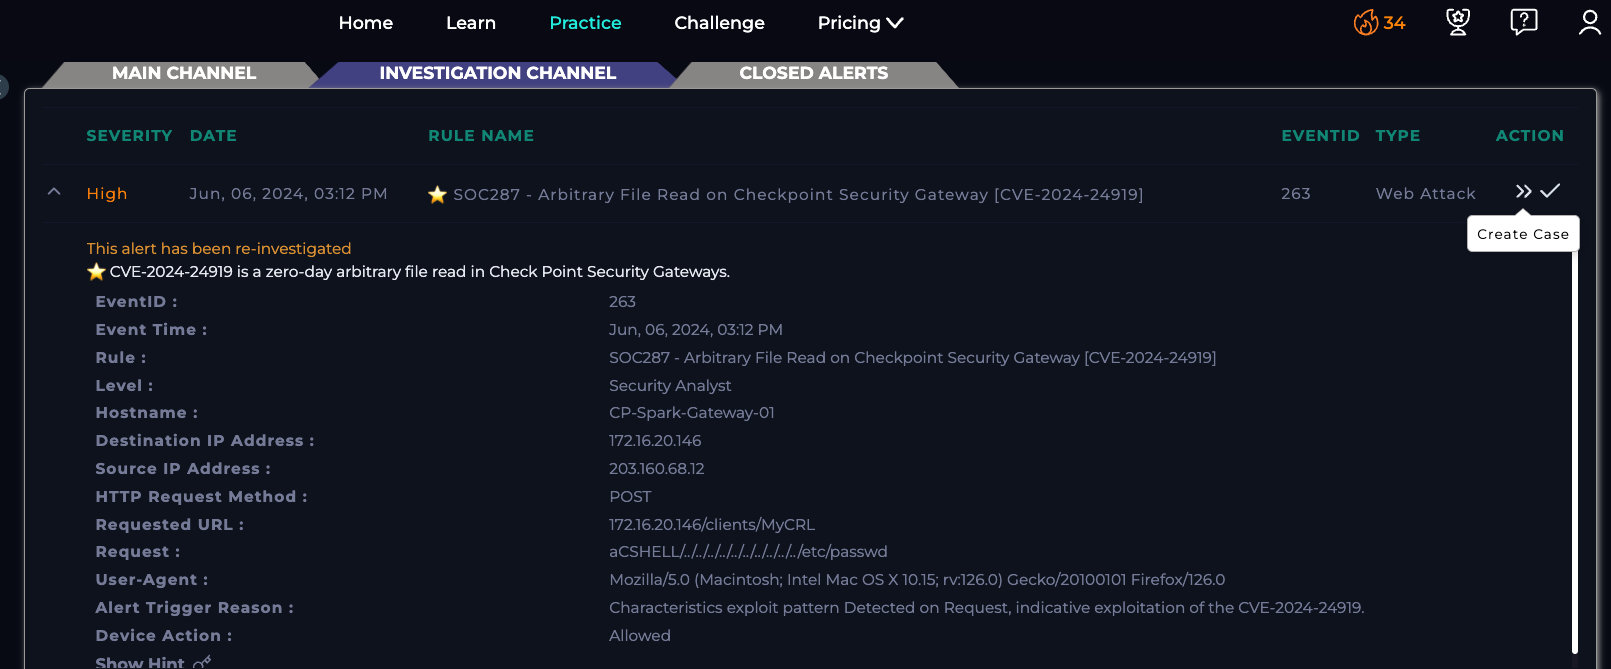 Home Learn Practice Challenge Pricing 34
MAIN CHANNEL INVESTIGATION CHANNEL CLOSED ALERTS
SEVERITY DATE RULE NAME EVENTID TYPE ACTION
High Jun, 06, 2024, 03:12 PM SOC287 - Arbitrary File Read on Checkpoint Security Gateway [CVE-2024-24919] 263 Web Attack
Create Case
This alert has been re-investigated
CVE-2024-24919 is a zero-day arbitrary file read in Check Point Security Gateways.
EventID : 263
Event Time : Jun, 06, 2024, 03:12 PM
Rule : SOC287 - Arbitrary File Read on Checkpoint Security Gateway [CVE-2024-24919]
Level : Security Analyst
Hostname : CP-Spark-Gateway-01
Destination IP Address : 172.16.20.146
Source IP Address : 203.160.68.12
HTTP Request Method : POST
Requested URL : 172.16.20.146/clients/MyCRL
Request : aCSHELL/../../../../../../../../../../etc/passwd
User-Agent : Mozilla/5.0 (Macintosh; Intel Mac OS X 10.15; rv:126.0) Gecko/20100101 Firefox/126.0
Alert Trigger Reason : Characteristics exploit pattern Detected on Request, indicative exploitation of the CVE-2024-24919.
Device Action : Allowed
Show Hint